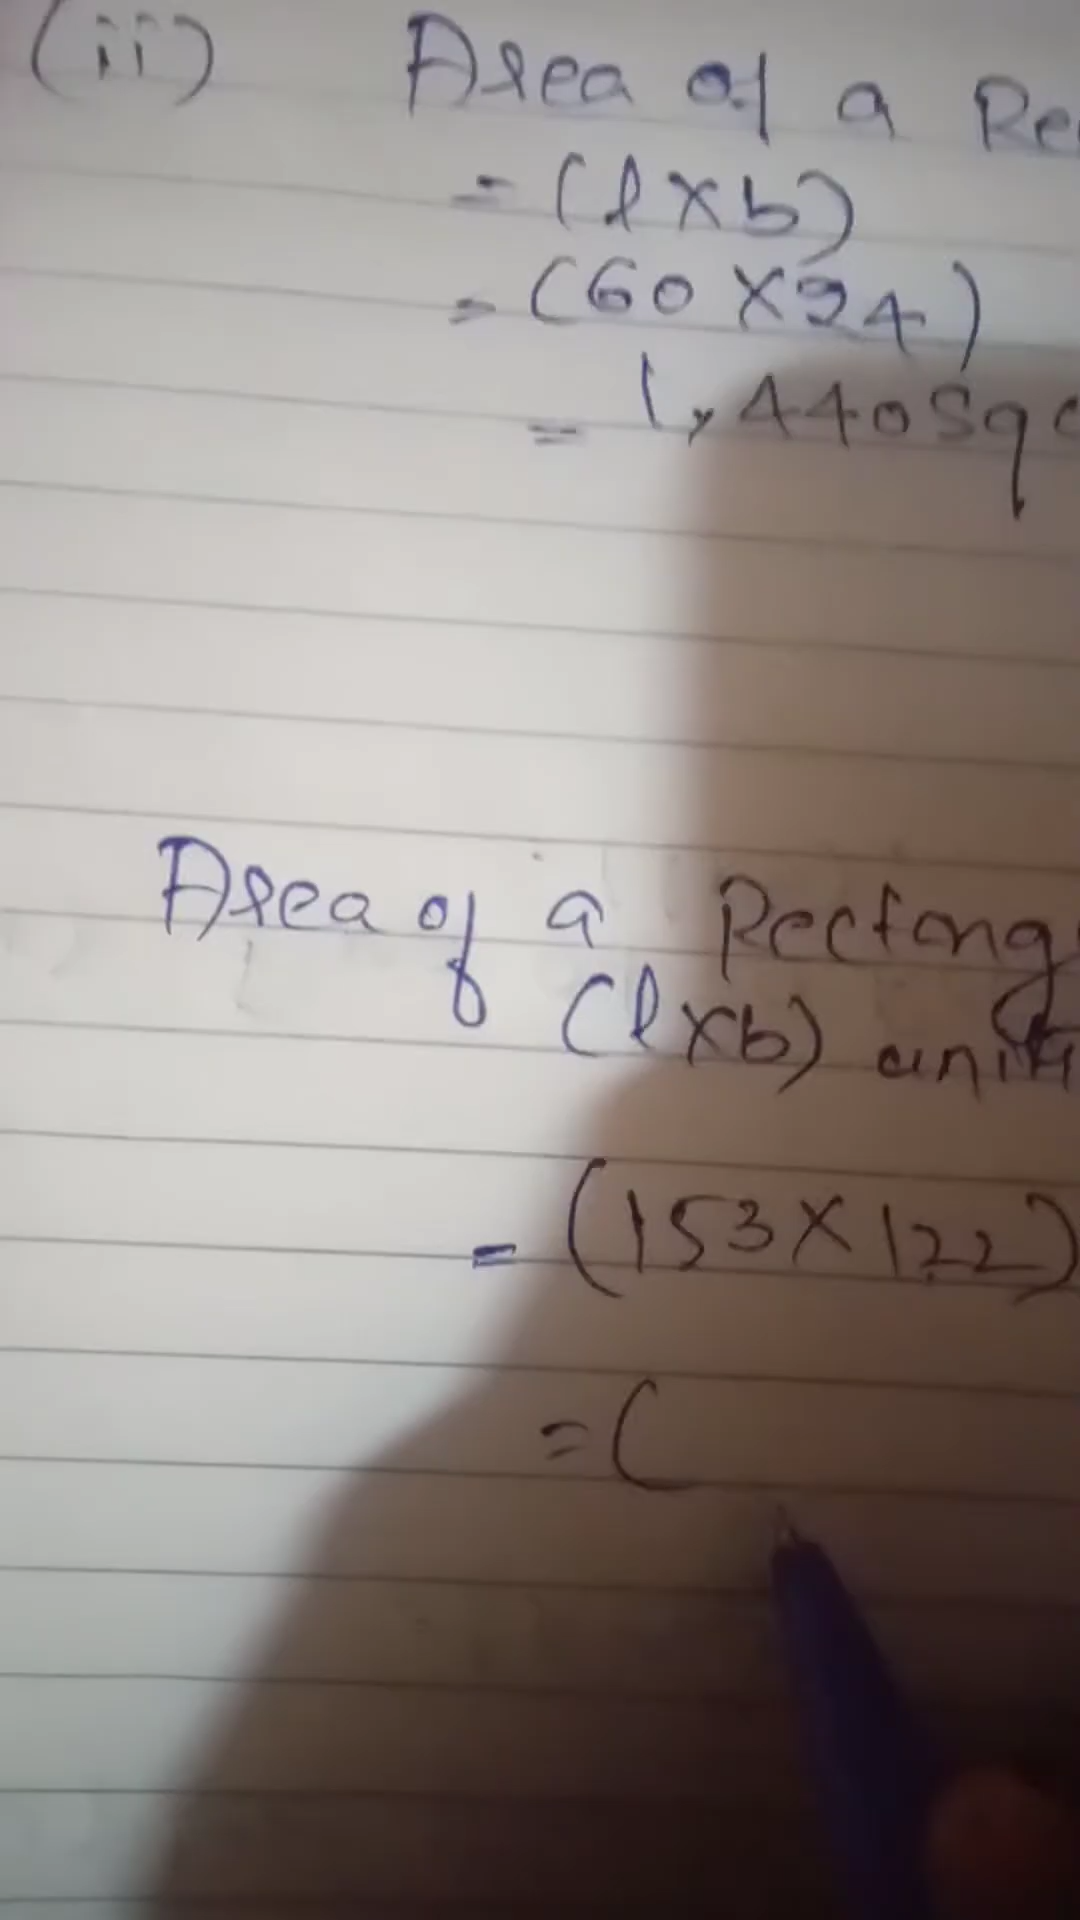 (ii) Area of a Re
= (l×b)
= (60×24)
= 1,440 sq c
Area of a Rectang
(l×b) unit
= (153×122)
= (